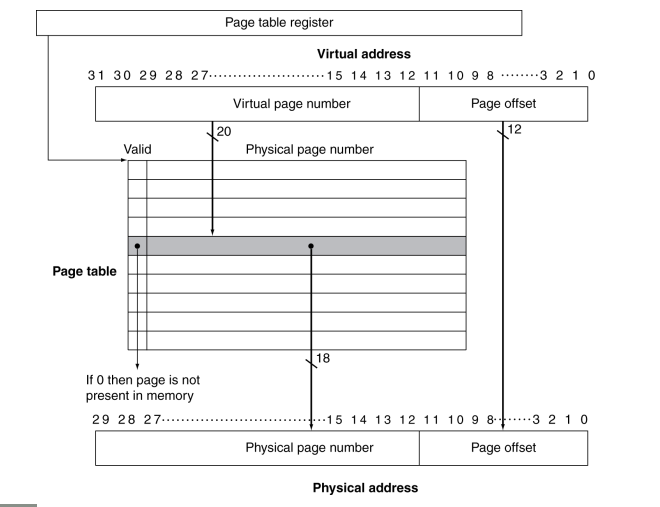 Page table register
Virtual address
31 30 29 28 27·······················15 14 13 12 11 10 9 8 ·······3 2 1 0
Virtual page number Page offset
20 12
Valid Physical page number
Page table
18
If 0 then page is not
present in memory
29 28 27································15 14 13 12 11 10 9 8·······3 2 1 0
Physical page number Page offset
Physical address